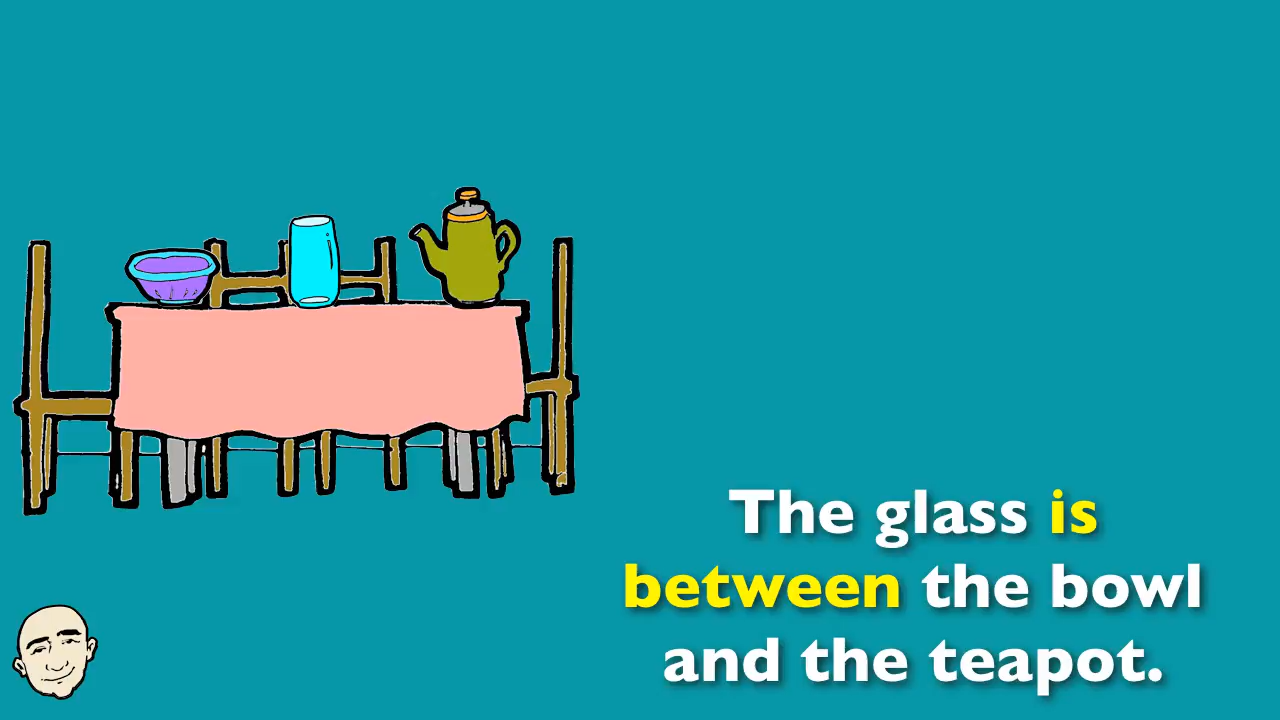 The glass is
between the bowl
and the teapot.